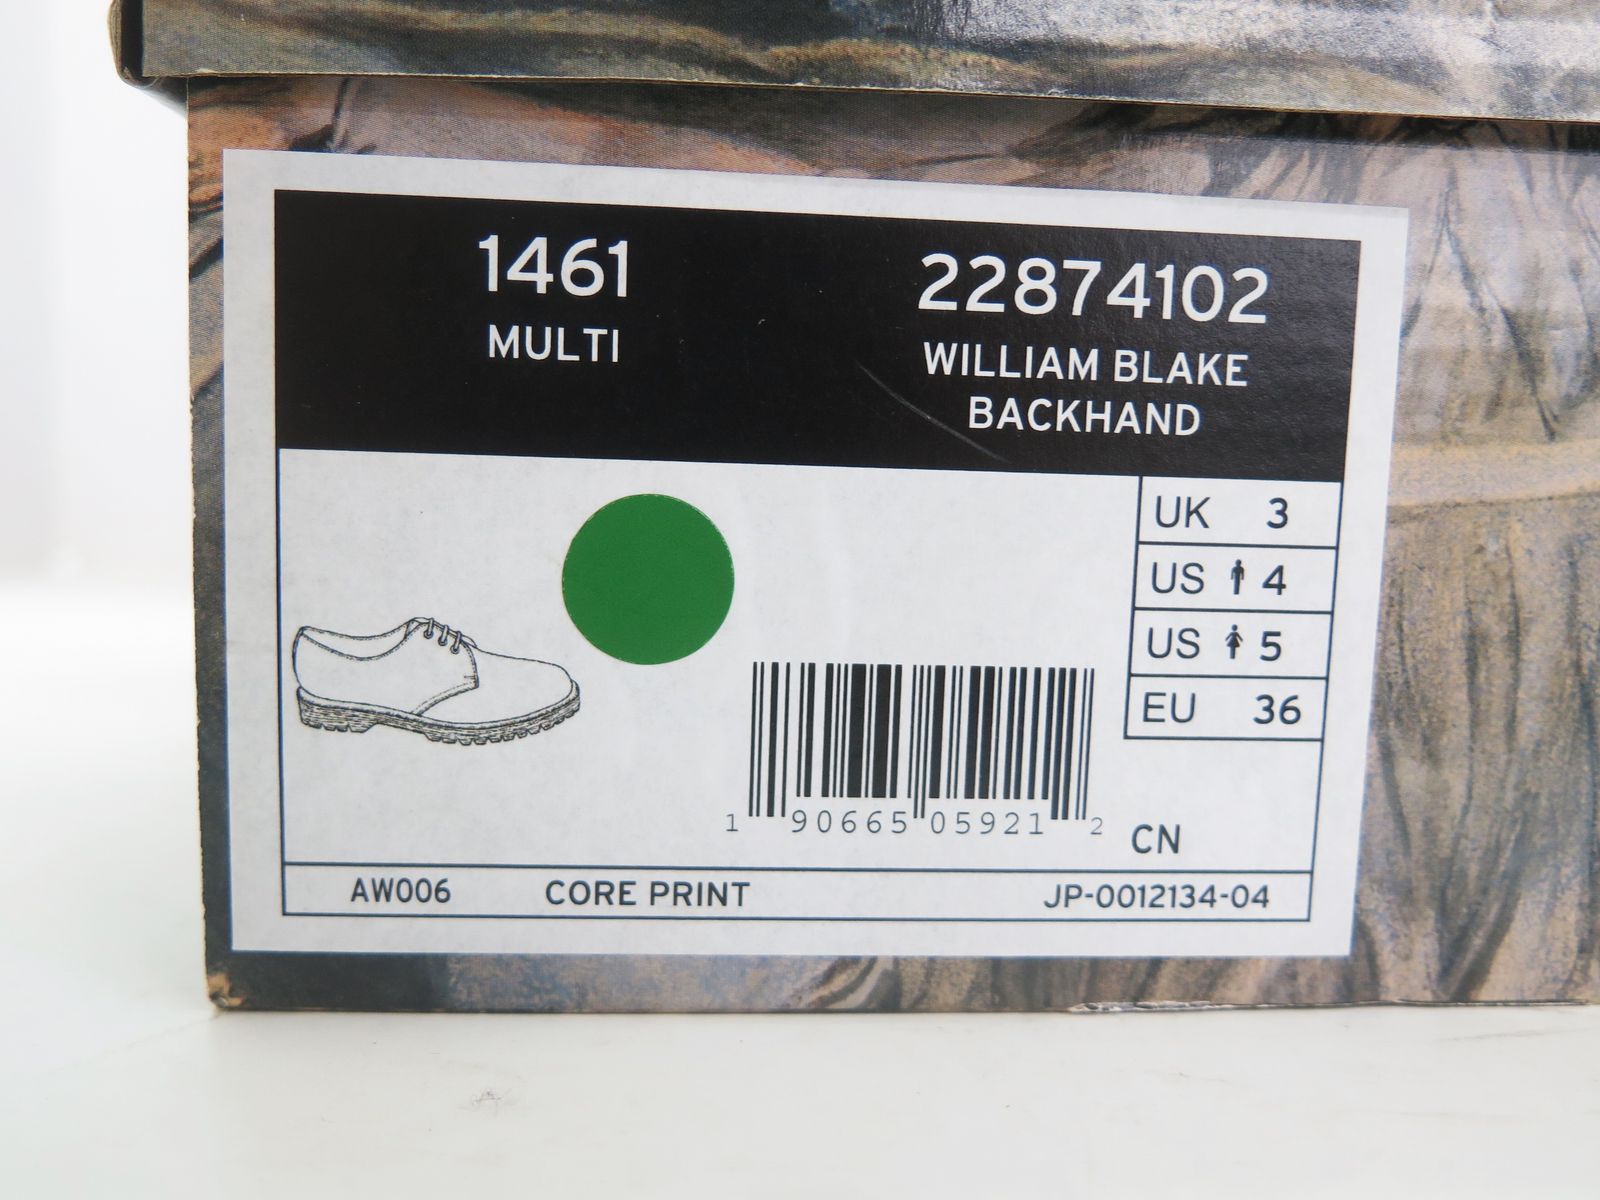 1461
MULTI
22874102
WILLIAM BLAKE
BACKHAND
UK 3
US 4
US 5
EU 36
1 90665 05921 2
CN
AW006 CORE PRINT JP-0012134-04